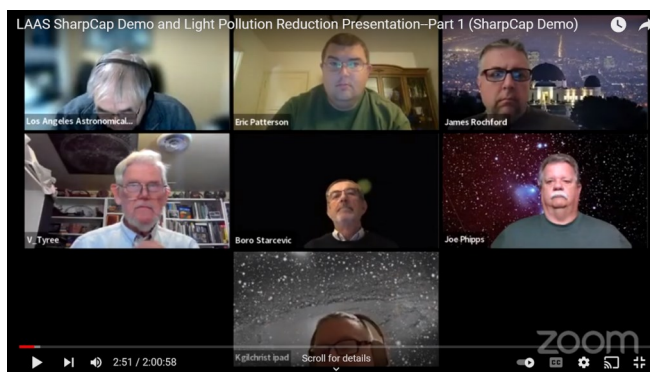 LAAS SharpCap Demo and Light Pollution Reduction Presentation--Part 1 (SharpCap Demo)
Los Angeles Astronomical...
Eric Patterson
James Rochford
V_Tyree
Boro Starcevic
Joe Phipps
Kgilchrist ipad
Scroll for details
zoom
2:51 / 2:00:58
CC